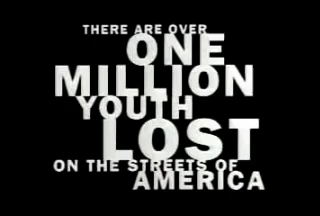 THERE ARE OVER
ONE
MILLION
YOUTH
LOST
ON THE STREETS OF
AMERICA